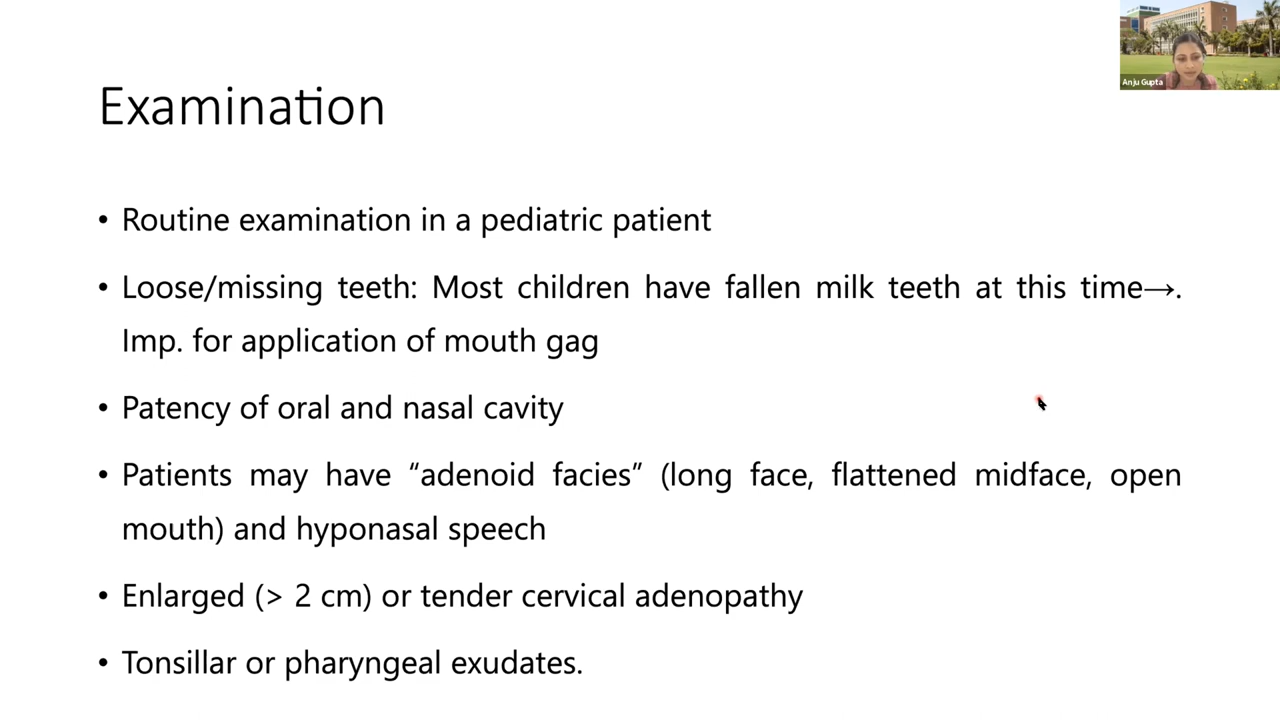 Anju Gupta
Examination
• Routine examination in a pediatric patient
• Loose/missing teeth: Most children have fallen milk teeth at this time→.
Imp. for application of mouth gag
• Patency of oral and nasal cavity
• Patients may have “adenoid facies” (long face, flattened midface, open
mouth) and hyponasal speech
• Enlarged (> 2 cm) or tender cervical adenopathy
• Tonsillar or pharyngeal exudates.